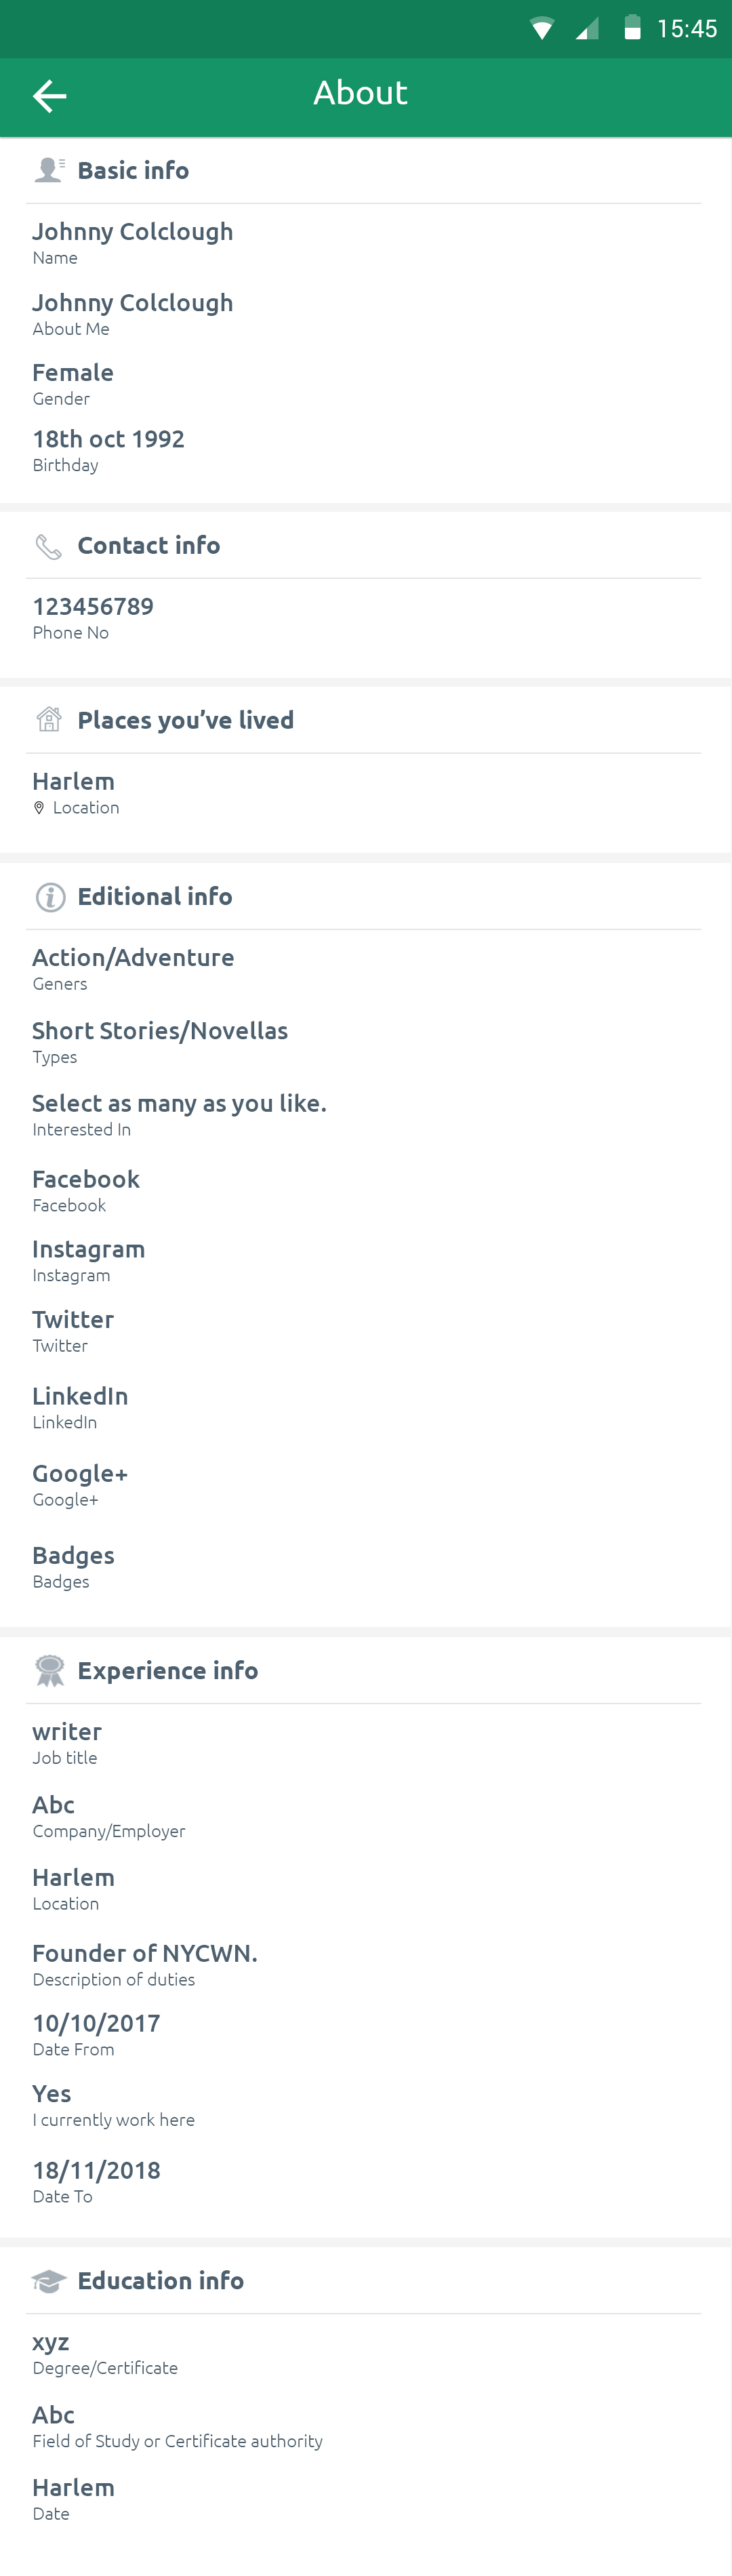 15:45
About
Basic info
Johnny Colclough
Name
Johnny Colclough
About Me
Female
Gender
18th oct 1992
Birthday
Contact info
123456789
Phone No
Places you’ve lived
Harlem
Location
Editional info
Action/Adventure
Geners
Short Stories/Novellas
Types
Select as many as you like.
Interested In
Facebook
Facebook
Instagram
Instagram
Twitter
Twitter
LinkedIn
LinkedIn
Google+
Google+
Badges
Badges
Experience info
writer
Job title
Abc
Company/Employer
Harlem
Location
Founder of NYCWN.
Description of duties
10/10/2017
Date From
Yes
I currently work here
18/11/2018
Date To
Education info
xyz
Degree/Certificate
Abc
Field of Study or Certificate authority
Harlem
Date